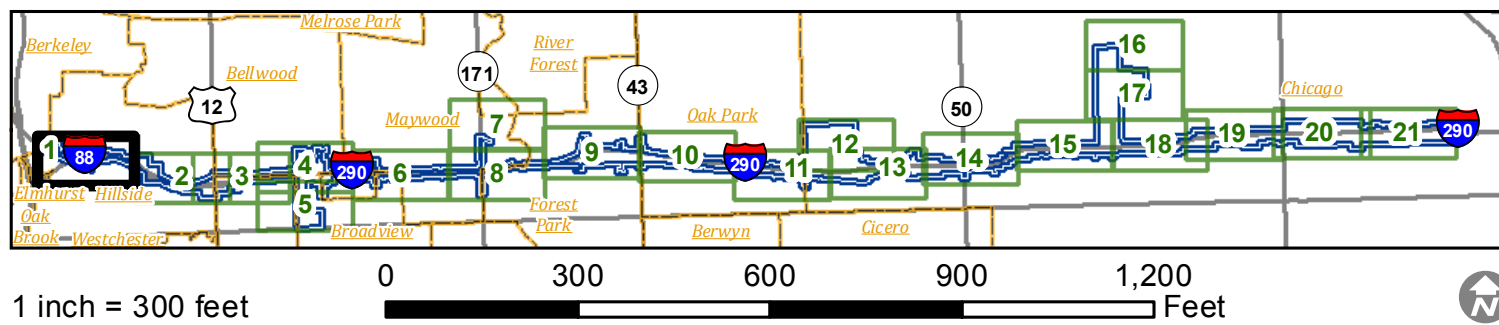 Melrose Park
Berkeley
River
Forest
Bellwood
171
43
12
50
Maywood
Oak Park
Chicago
16
17
1
88
2
3
4
290
5
6
7
8
9
10
290
11
12
13
14
15
18
19
20
21
290
Elmhurst
Hillside
Oak
Brook
Westchester
Broadview
Forest
Park
Berwyn
Cicero
0
300
600
900
1,200
1 inch = 300 feet
Feet
N